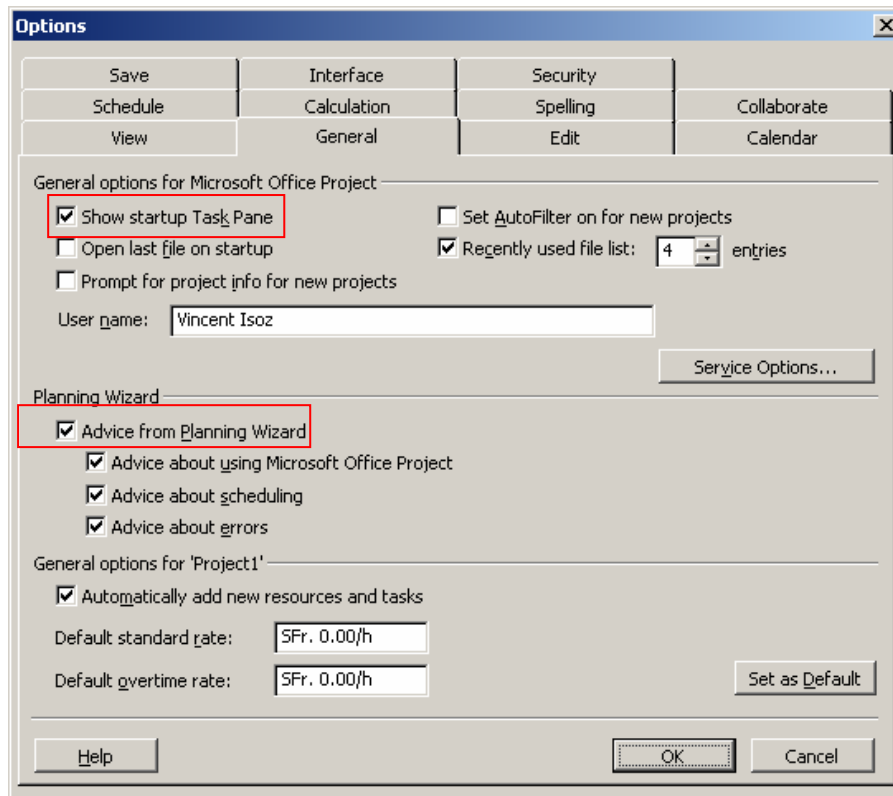 Options
Save Interface Security
Schedule Calculation Spelling Collaborate
View General Edit Calendar
General options for Microsoft Office Project
Show startup Task Pane Set AutoFilter on for new projects
Open last file on startup Recently used file list: 4 entries
Prompt for project info for new projects
User name: Vincent Isoz
Service Options...
Planning Wizard
Advice from Planning Wizard
Advice about using Microsoft Office Project
Advice about scheduling
Advice about errors
General options for 'Project1'
Automatically add new resources and tasks
Default standard rate: SFr. 0.00/h
Default overtime rate: SFr. 0.00/h Set as Default
Help OK Cancel